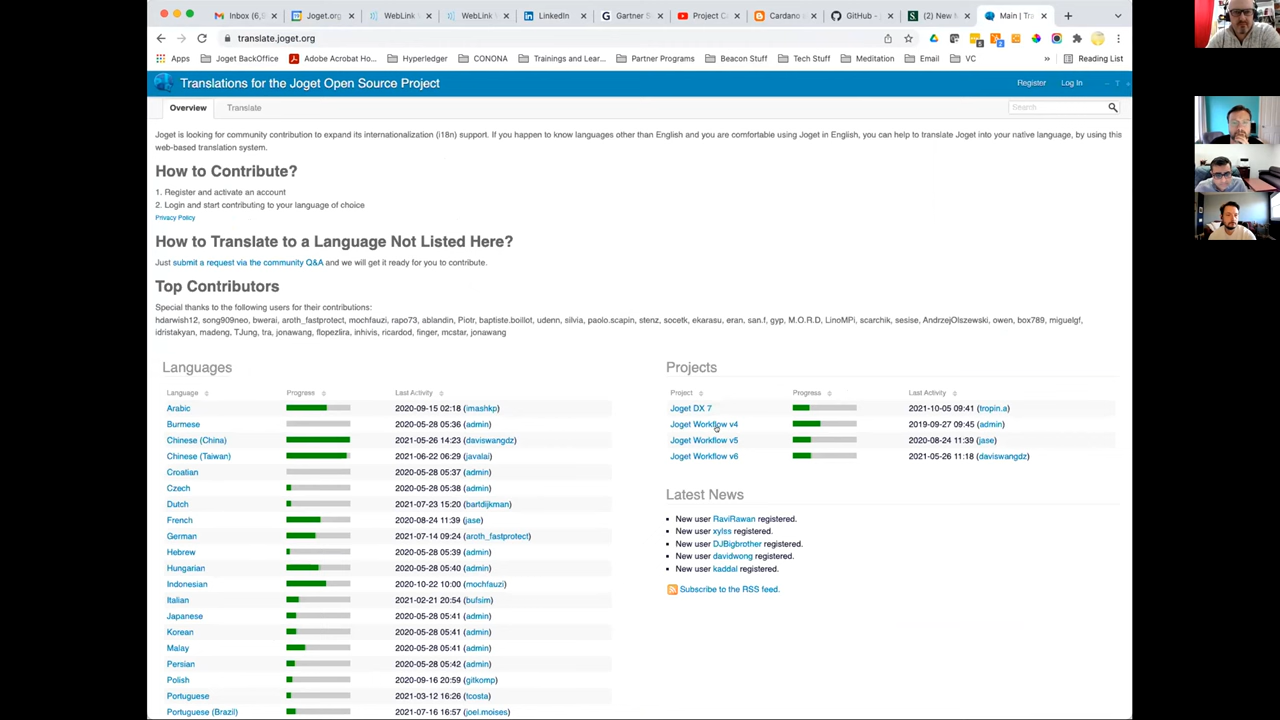 Inbox (6,
Joget.org
WebLink
WebLink
LinkedIn
Gartner S
Project C
Cardano
GitHub -
(2) New M
Main | Tra
translate.joget.org
Apps
Joget BackOffice
Adobe Acrobat Ho...
Hyperledger
CONONA
Trainings and Lear...
Partner Programs
Beacon Stuff
Tech Stuff
Meditation
Email
VC
»
Reading List
Translations for the Joget Open Source Project
Register
Log In
Overview
Translate
Search
Joget is looking for community contribution to expand its internationalization (i18n) support. If you happen to know languages other than English and you are comfortable using Joget in English, you can help to translate Joget into your native language, by using this
web-based translation system.
How to Contribute?
1. Register and activate an account
2. Login and start contributing to your language of choice
Privacy Policy
How to Translate to a Language Not Listed Here?
Just submit a request via the community Q&A and we will get it ready for you to contribute.
Top Contributors
Special thanks to the following users for their contributions:
hdarwish12, song909neo, bwerai, aroth_fastprotect, mochfauzi, rapo73, ablandin, Piotr, baptiste.boillot, udenn, silvia, paolo.scapin, stenz, socetk, ekarasu, eran. san.f, gyp, M.O.R.D, LinoMPi, scarchik, sesise, AndrzejOlszewski, owen, box789, miguelgf,
idristakyan, madeng, TJung, tra, jonawang, flopezlira, inhivis, ricardod, finger, mcstar, jonawang
Languages
Language Progress Last Activity
Arabic 2020-09-15 02:18 (imashkp)
Burmese 2020-05-28 05:36 (admin)
Chinese (China) 2021-05-26 14:23 (daviswangdz)
Chinese (Taiwan) 2021-06-22 06:29 (javalai)
Croatian 2020-05-28 05:37 (admin)
Czech 2020-05-28 05:38 (admin)
Dutch 2021-07-23 15:20 (bartdijkman)
French 2020-08-24 11:39 (jase)
German 2021-07-14 09:24 (aroth_fastprotect)
Hebrew 2020-05-28 05:39 (admin)
Hungarian 2020-05-28 05:40 (admin)
Indonesian 2020-10-22 10:00 (mochfauzi)
Italian 2021-02-21 20:54 (bufsim)
Japanese 2020-05-28 05:41 (admin)
Korean 2020-05-28 05:41 (admin)
Malay 2020-05-28 05:41 (admin)
Persian 2020-05-28 05:42 (admin)
Polish 2020-09-16 20:59 (gitkomp)
Portuguese 2021-03-12 16:26 (tcosta)
Portuguese (Brazil) 2021-07-16 16:57 (joel.moises)
Projects
Project Progress Last Activity
Joget DX 7 2021-10-05 09:41 (tropin.a)
Joget Workflow v4 2019-09-27 09:45 (admin)
Joget Workflow v5 2020-08-24 11:39 (jase)
Joget Workflow v6 2021-05-26 11:18 (daviswangdz)
Latest News
New user RaviRawan registered.
New user xylss registered.
New user DJBigbrother registered.
New user davidwong registered.
New user kaddal registered.
Subscribe to the RSS feed.